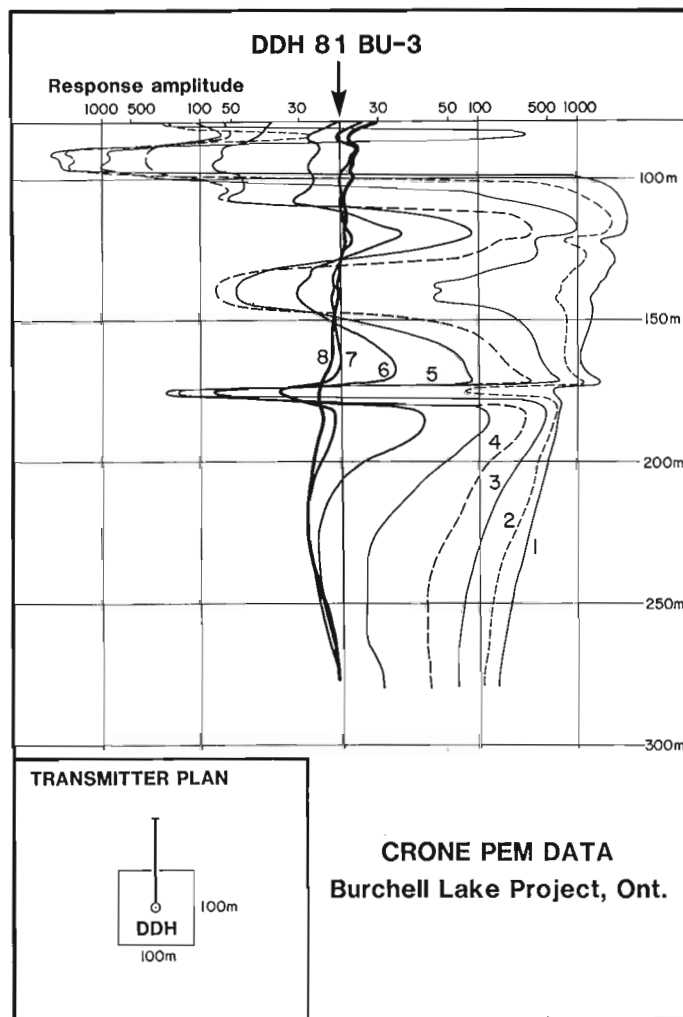 DDH 81 BU-3
Response amplitude
1000 500 100 50 30 30 50 100 500 1000
100m
150m
8 7 6 5
4
200m
3
2
1
250m
300m
TRANSMITTER PLAN
100m
DDH
100m
CRONE PEM DATA
Burchell Lake Project, Ont.